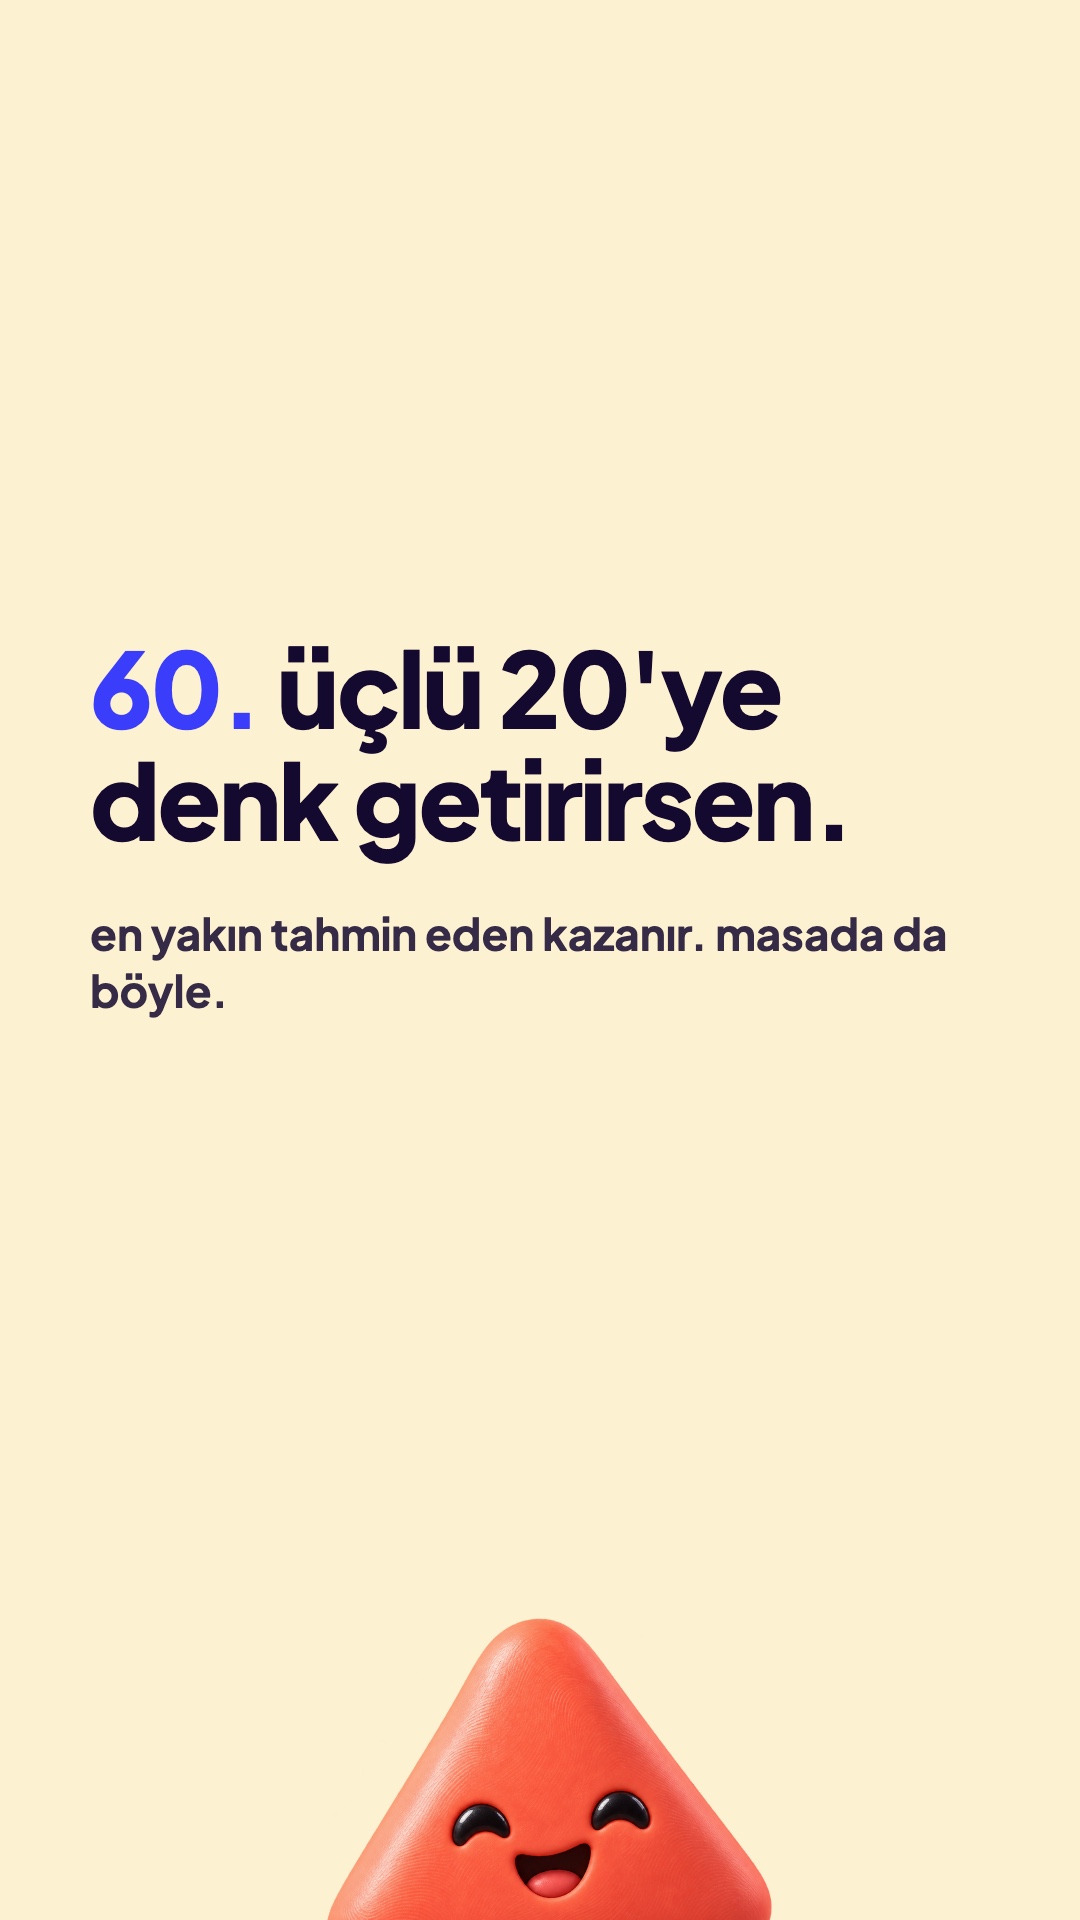 60. üçlü 20'ye
denk getirirsen.
en yakın tahmin eden kazanır. masada da
böyle.